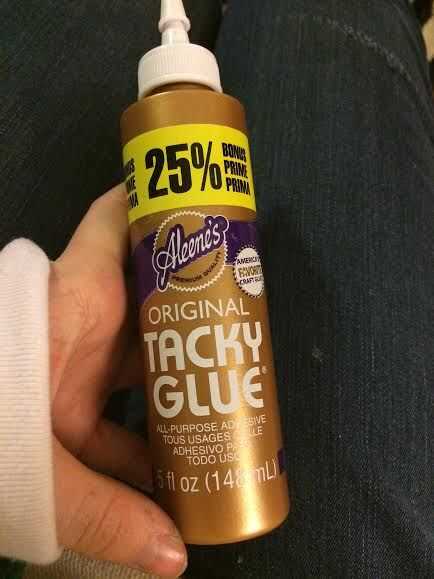 25%
BONUS
PRIME
PRIMA
Aleene's
PREMIUM QUALITY
AMERICA'S
FAVORITE
CRAFT GLUE
ORIGINAL
TACKY
GLUE®
ALL-PURPOSE ADHESIVE
TOUS USAGES
ADHESIVO
TODO USO
5 fl oz (148 mL)